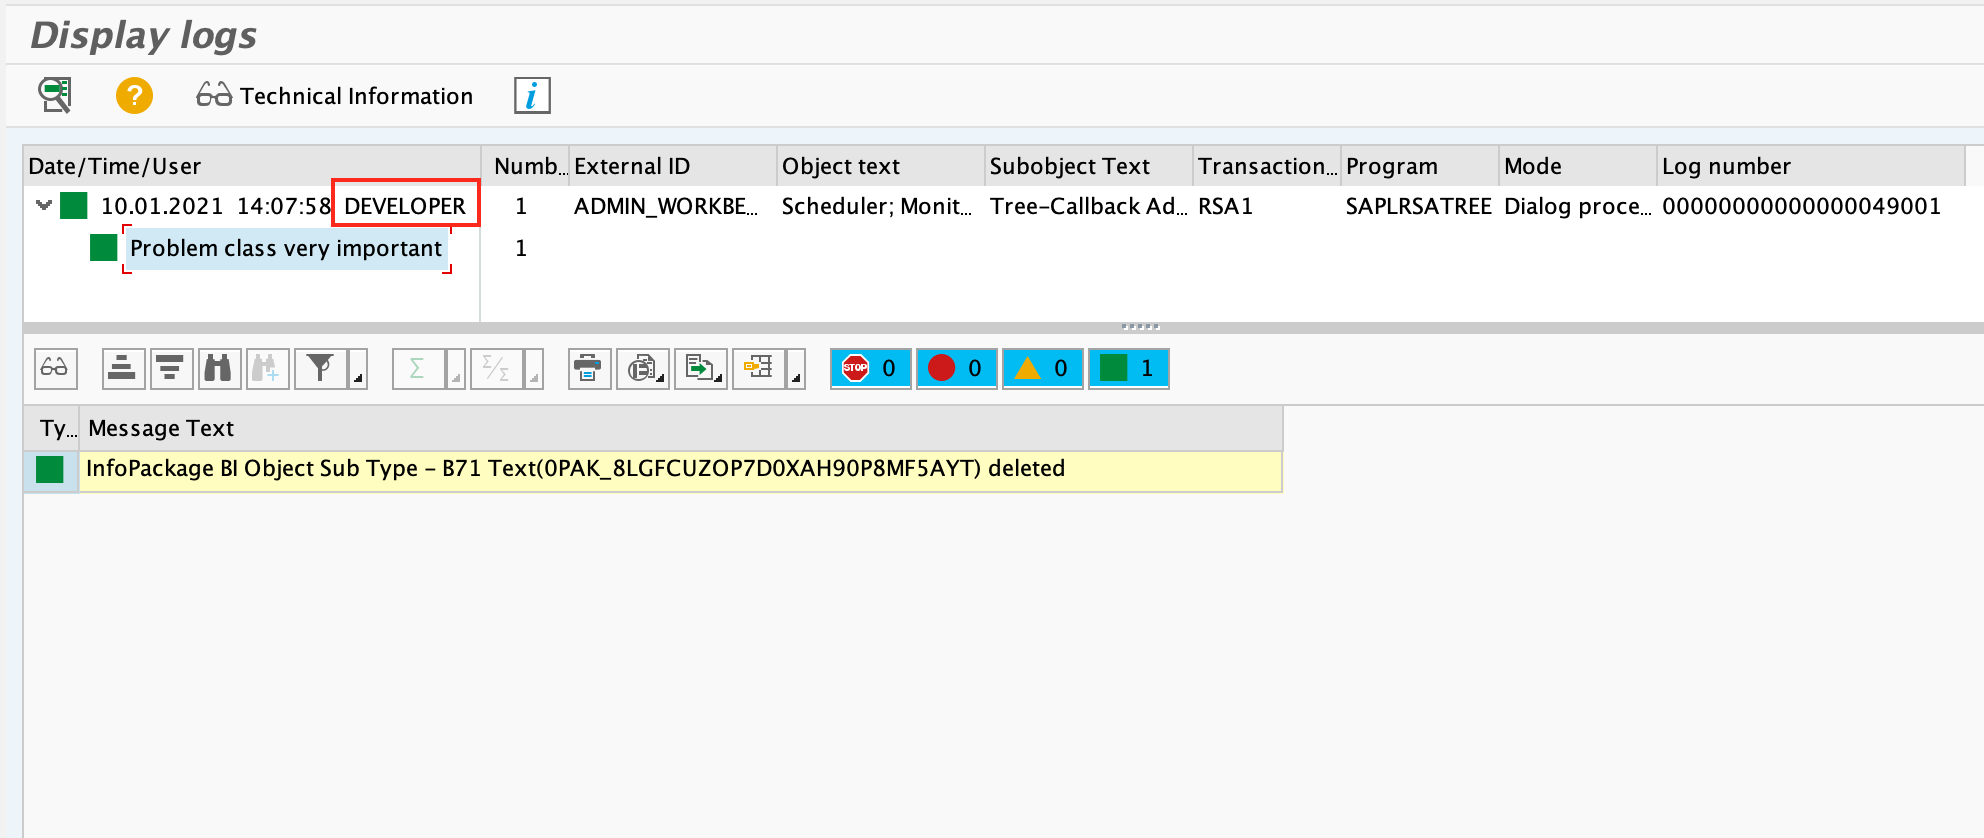 Display logs
? Technical Information i
Date/Time/User Numb... External ID Object text Subobject Text Transaction... Program Mode Log number
10.01.2021 14:07:58 DEVELOPER 1 ADMIN_WORKBE... Scheduler; Monit... Tree-Callback Ad... RSA1 SAPLRSATREE Dialog proce... 00000000000000049001
Problem class very important 1
STOP 0 0 0 1
Ty... Message Text
InfoPackage BI Object Sub Type - B71 Text(0PAK_8LGFCUZOP7D0XAH90P8MF5AYT) deleted